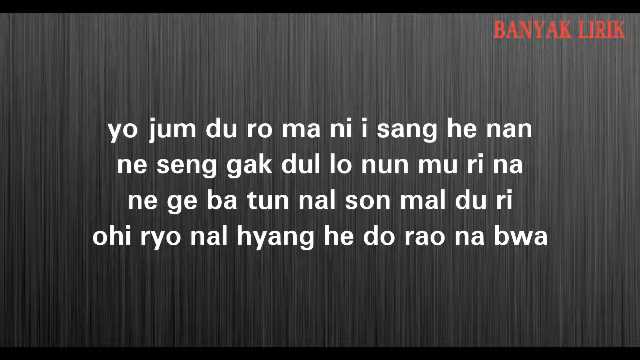 BANYAK LIRIK
yo jum du ro ma ni i sang he nan
ne seng gak dul lo nun mu ri na
ne ge ba tun nal son mal du ri
ohi ryo nal hyang he do rao na bwa